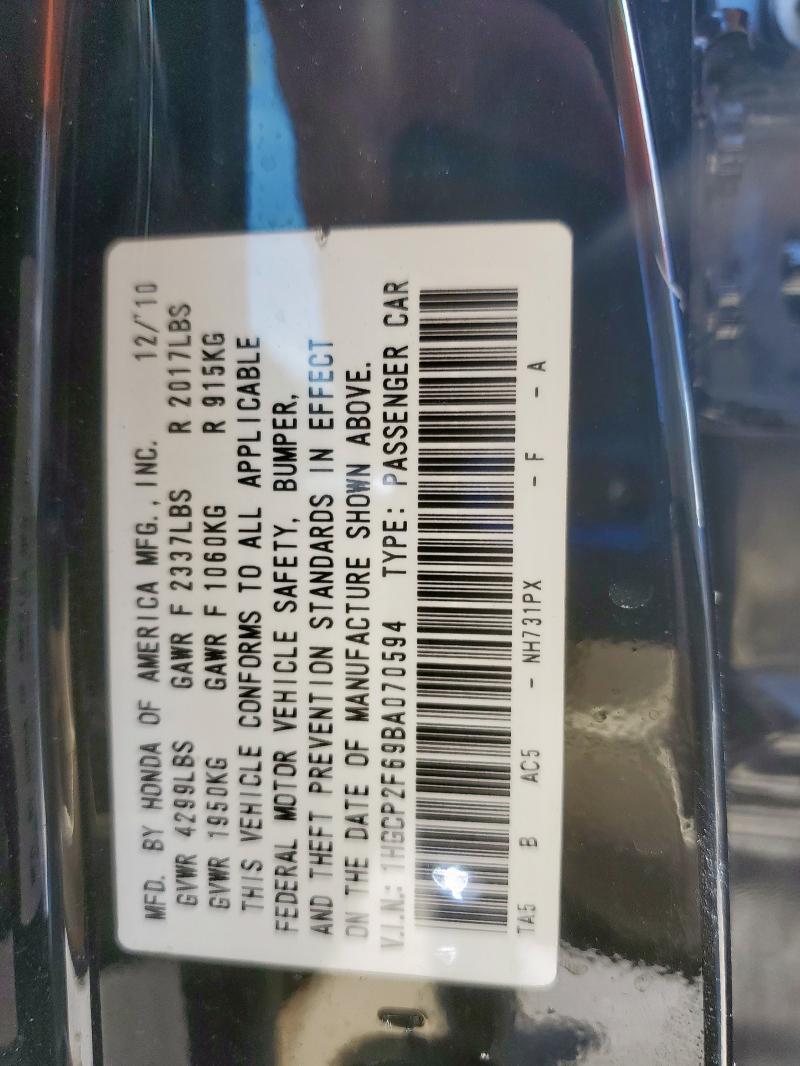 MFD. BY HONDA OF AMERICA MFG., INC. 12/'10
GVWR 4299LBS GAWR F 2337LBS R 2017LBS
GVWR 1950KG GAWR F 1060KG R 915KG
THIS VEHICLE CONFORMS TO ALL APPLICABLE
FEDERAL MOTOR VEHICLE SAFETY, BUMPER,
AND THEFT PREVENTION STANDARDS IN EFFECT
ON THE DATE OF MANUFACTURE SHOWN ABOVE.
V.I.N.: 1HGCP2F69BA070594 TYPE: PASSENGER CAR
TA5 B AC5 - NH731PX - F - A